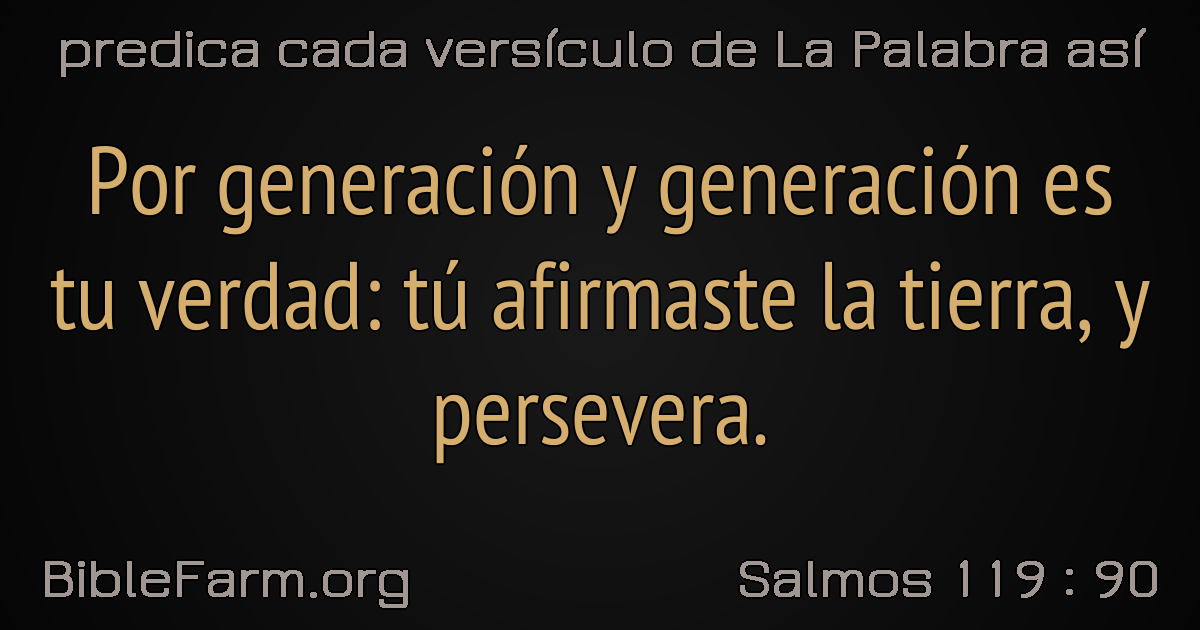 predica cada versículo de La Palabra así
Por generación y generación es
tu verdad: tú afirmaste la tierra, y
persevera.
BibleFarm.org
Salmos 119 : 90